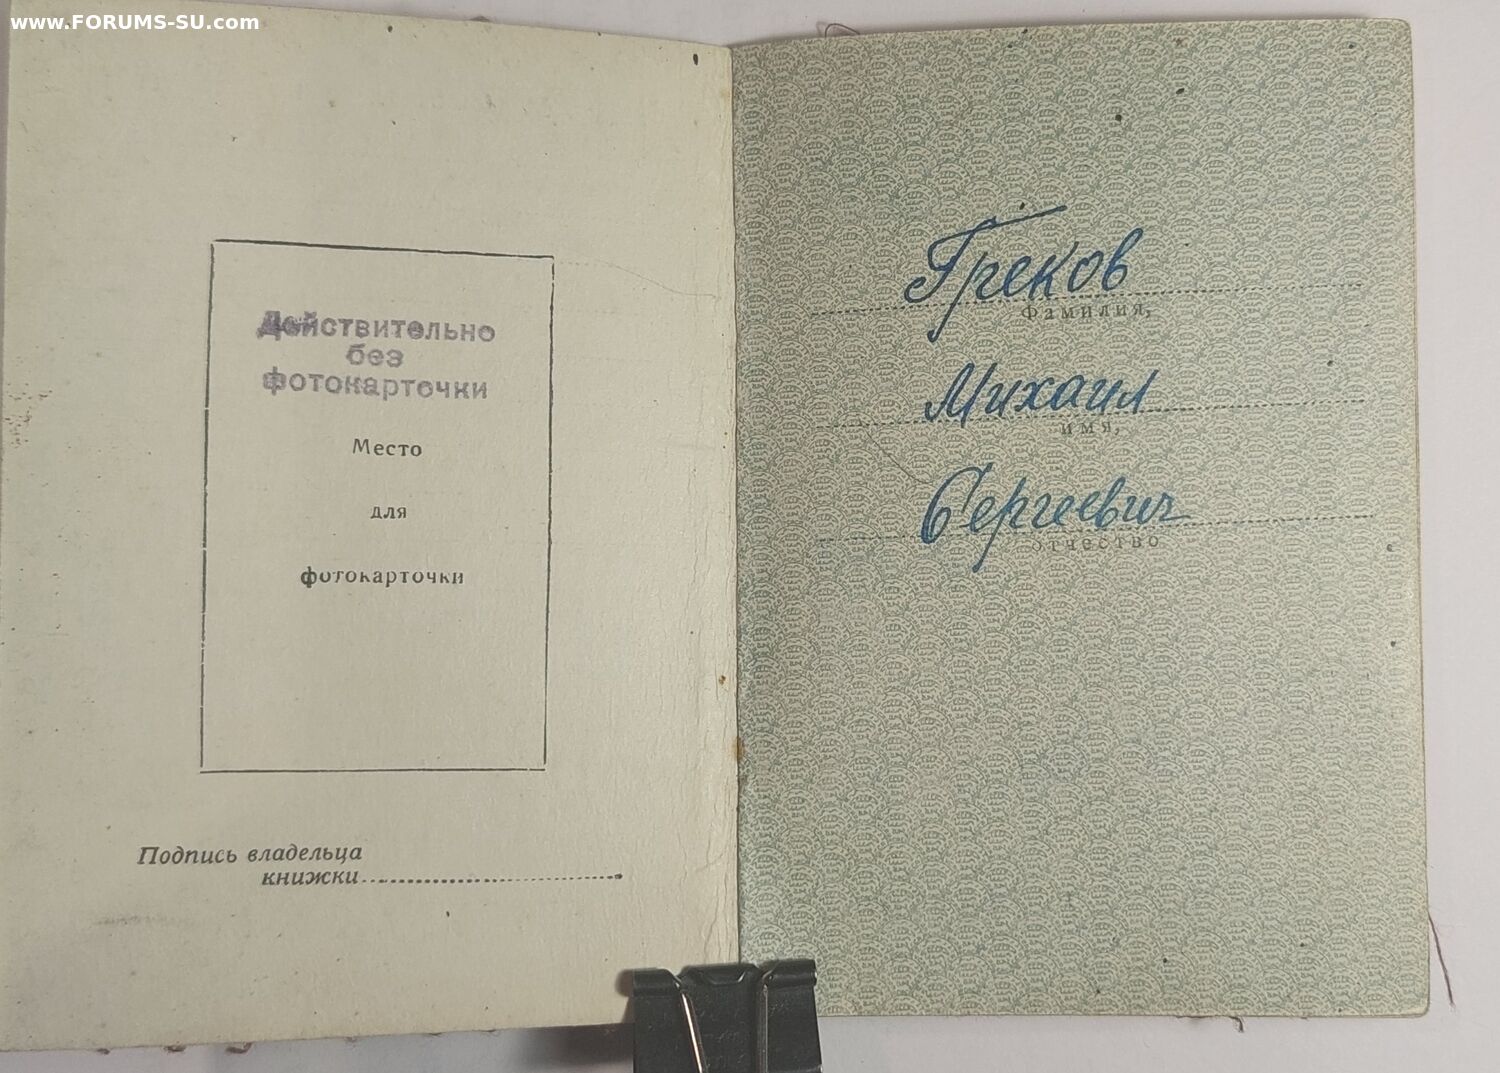 www.FORUMS-SU.com
Действительно
без
фотокарточки
Место
для
фотокарточки
Подпись владельца
книжки
Греков
Фамилия,
Михаил
имя,
Сергеевич
отчество